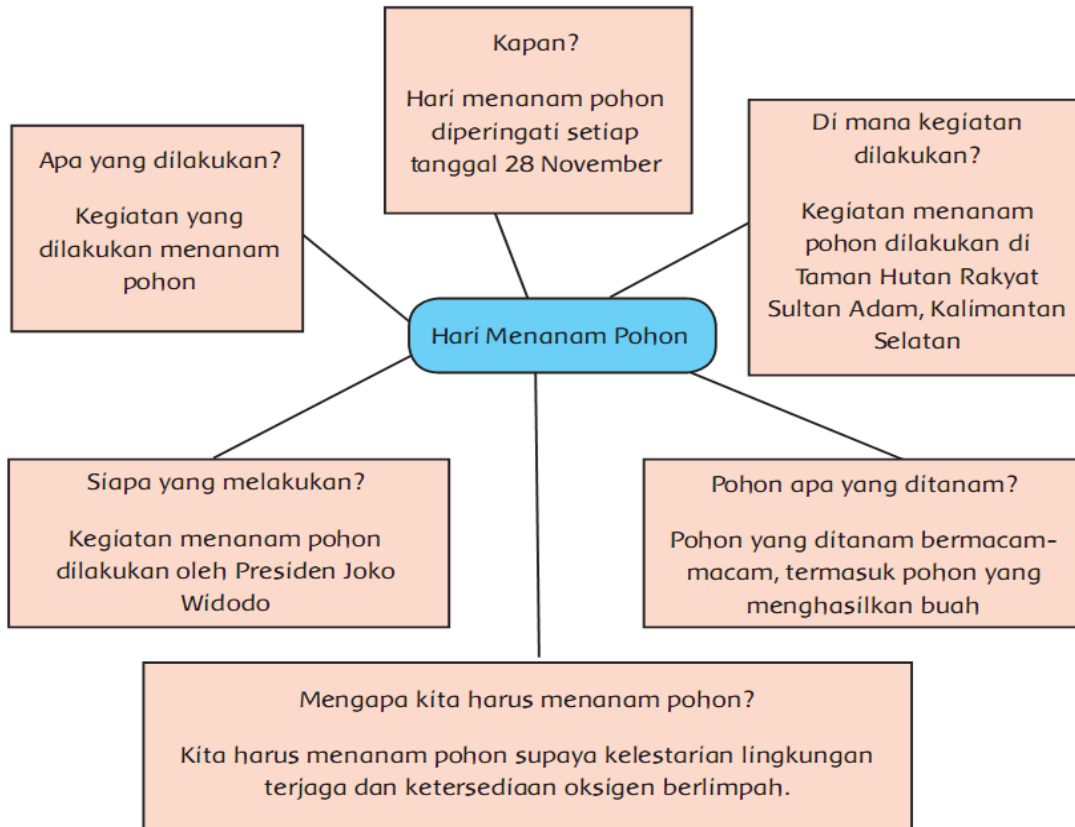 Kapan?
Hari menanam pohon
diperingati setiap
tanggal 28 November
Apa yang dilakukan?
Kegiatan yang
dilakukan menanam
pohon
Di mana kegiatan
dilakukan?
Kegiatan menanam
pohon dilakukan di
Taman Hutan Rakyat
Sultan Adam, Kalimantan
Selatan
Hari Menanam Pohon
Siapa yang melakukan?
Kegiatan menanam pohon
dilakukan oleh Presiden Joko
Widodo
Pohon apa yang ditanam?
Pohon yang ditanam bermacam-
macam, termasuk pohon yang
menghasilkan buah
Mengapa kita harus menanam pohon?
Kita harus menanam pohon supaya kelestarian lingkungan
terjaga dan ketersediaan oksigen berlimpah.